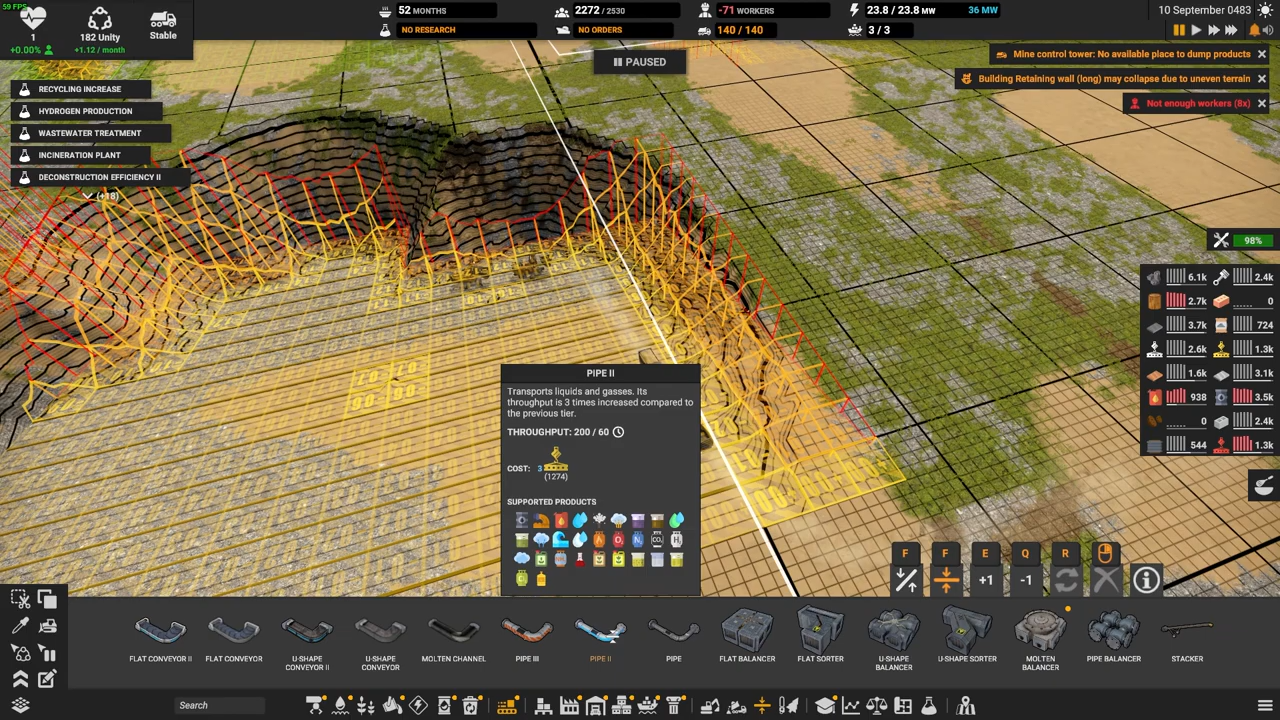 59 FPS
1
+0.00%
182 Unity
+1.12 / month
Stable
52 MONTHS
NO RESEARCH
2272 / 2530
NO ORDERS
-71 WORKERS
140 / 140
23.8 / 23.8 MW
36 MW
3 / 3
10 September 0483
PAUSED
Mine control tower: No available place to dump products
Building Retaining wall (long) may collapse due to uneven terrain
Not enough workers (8x)
RECYCLING INCREASE
HYDROGEN PRODUCTION
WASTEWATER TREATMENT
INCINERATION PLANT
DECONSTRUCTION EFFICIENCY II
(+18)
98%
6.1k
2.4k
2.7k
0
3.7k
724
2.6k
1.3k
1.6k
3.1k
938
3.5k
0
2.4k
544
1.3k
PIPE II
Transports liquids and gasses. Its
throughput is 3 times increased compared to
the previous tier.
THROUGHPUT: 200 / 60
COST: 3
(1274)
SUPPORTED PRODUCTS
F
F
E
Q
R
+1
-1
FLAT CONVEYOR II
FLAT CONVEYOR
U-SHAPE
CONVEYOR II
U-SHAPE
CONVEYOR
MOLTEN CHANNEL
PIPE III
PIPE II
PIPE
FLAT BALANCER
FLAT SORTER
U-SHAPE
BALANCER
U-SHAPE SORTER
MOLTEN
BALANCER
PIPE BALANCER
STACKER
Search